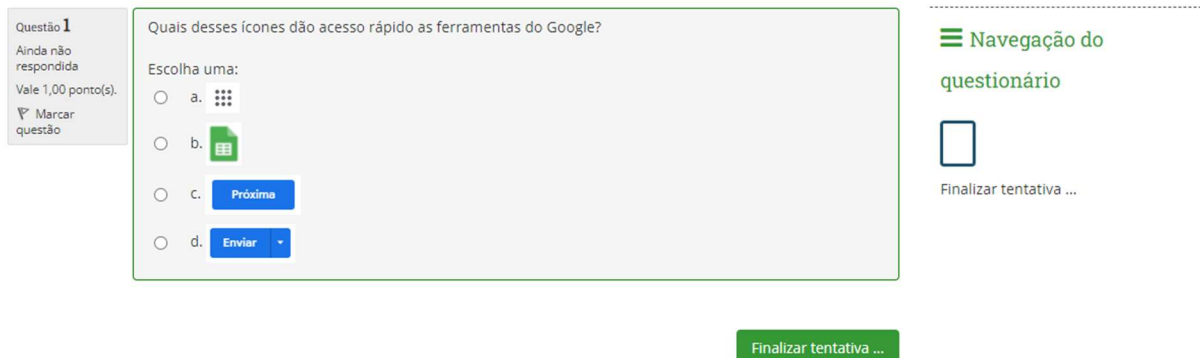 Questão 1
Ainda não
respondida
Vale 1,00 ponto(s).
Marcar
questão
Quais desses ícones dão acesso rápido as ferramentas do Google?
Escolha uma:
a.
b.
c. Próxima
d. Enviar
Finalizar tentativa ...
Navegação do
questionário
Finalizar tentativa ...